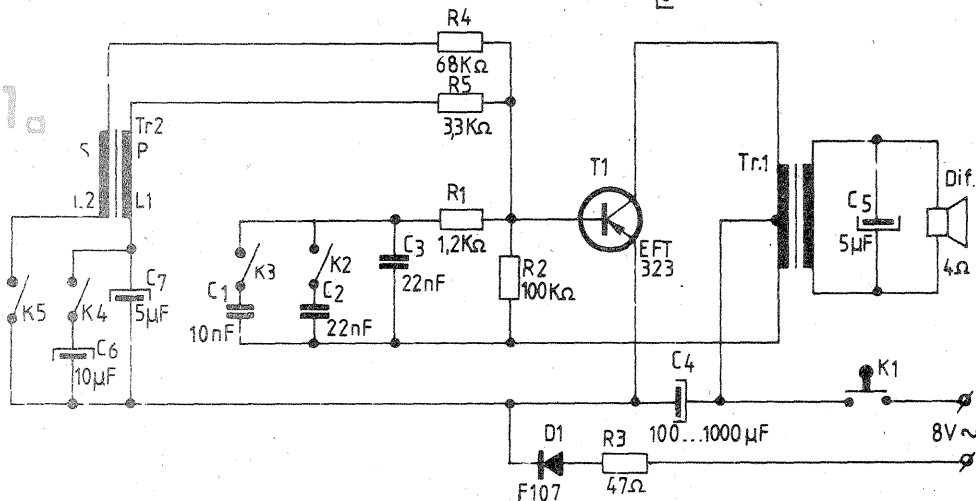 R4
68KΩ
R5
3,3KΩ
1a
S
Tr2
P
L2
L1
T1
Tr.1
Dif.
R1
1,2KΩ
EFT
323
C5
5µF
4Ω
K3
K2
C3
22nF
R2
100KΩ
C1
10nF
C2
22nF
K5
K4
C7
5µF
C6
10µF
C4
100...1000µF
K1
8V~
D1
F107
R3
47Ω